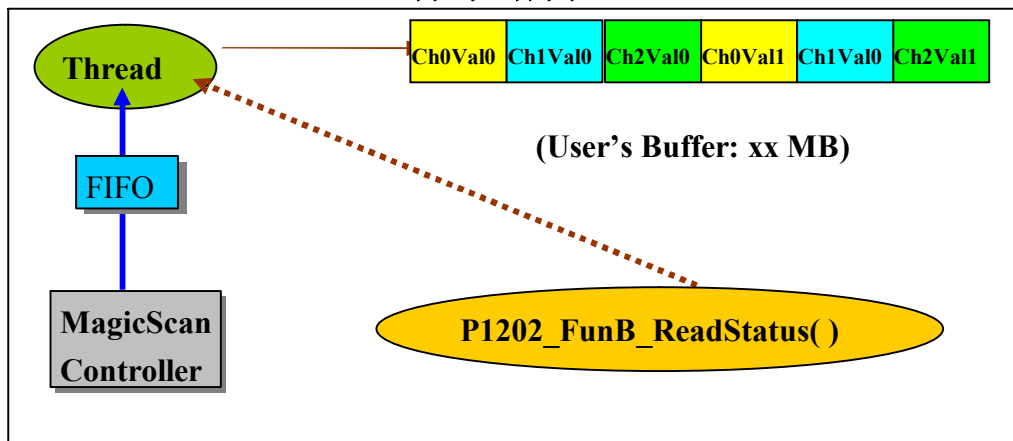 Thread
Ch0Val0 Ch1Val0 Ch2Val0 Ch0Val1 Ch1Val0 Ch2Val1
(User's Buffer: xx MB)
FIFO
MagicScan
Controller
P1202_FunB_ReadStatus( )